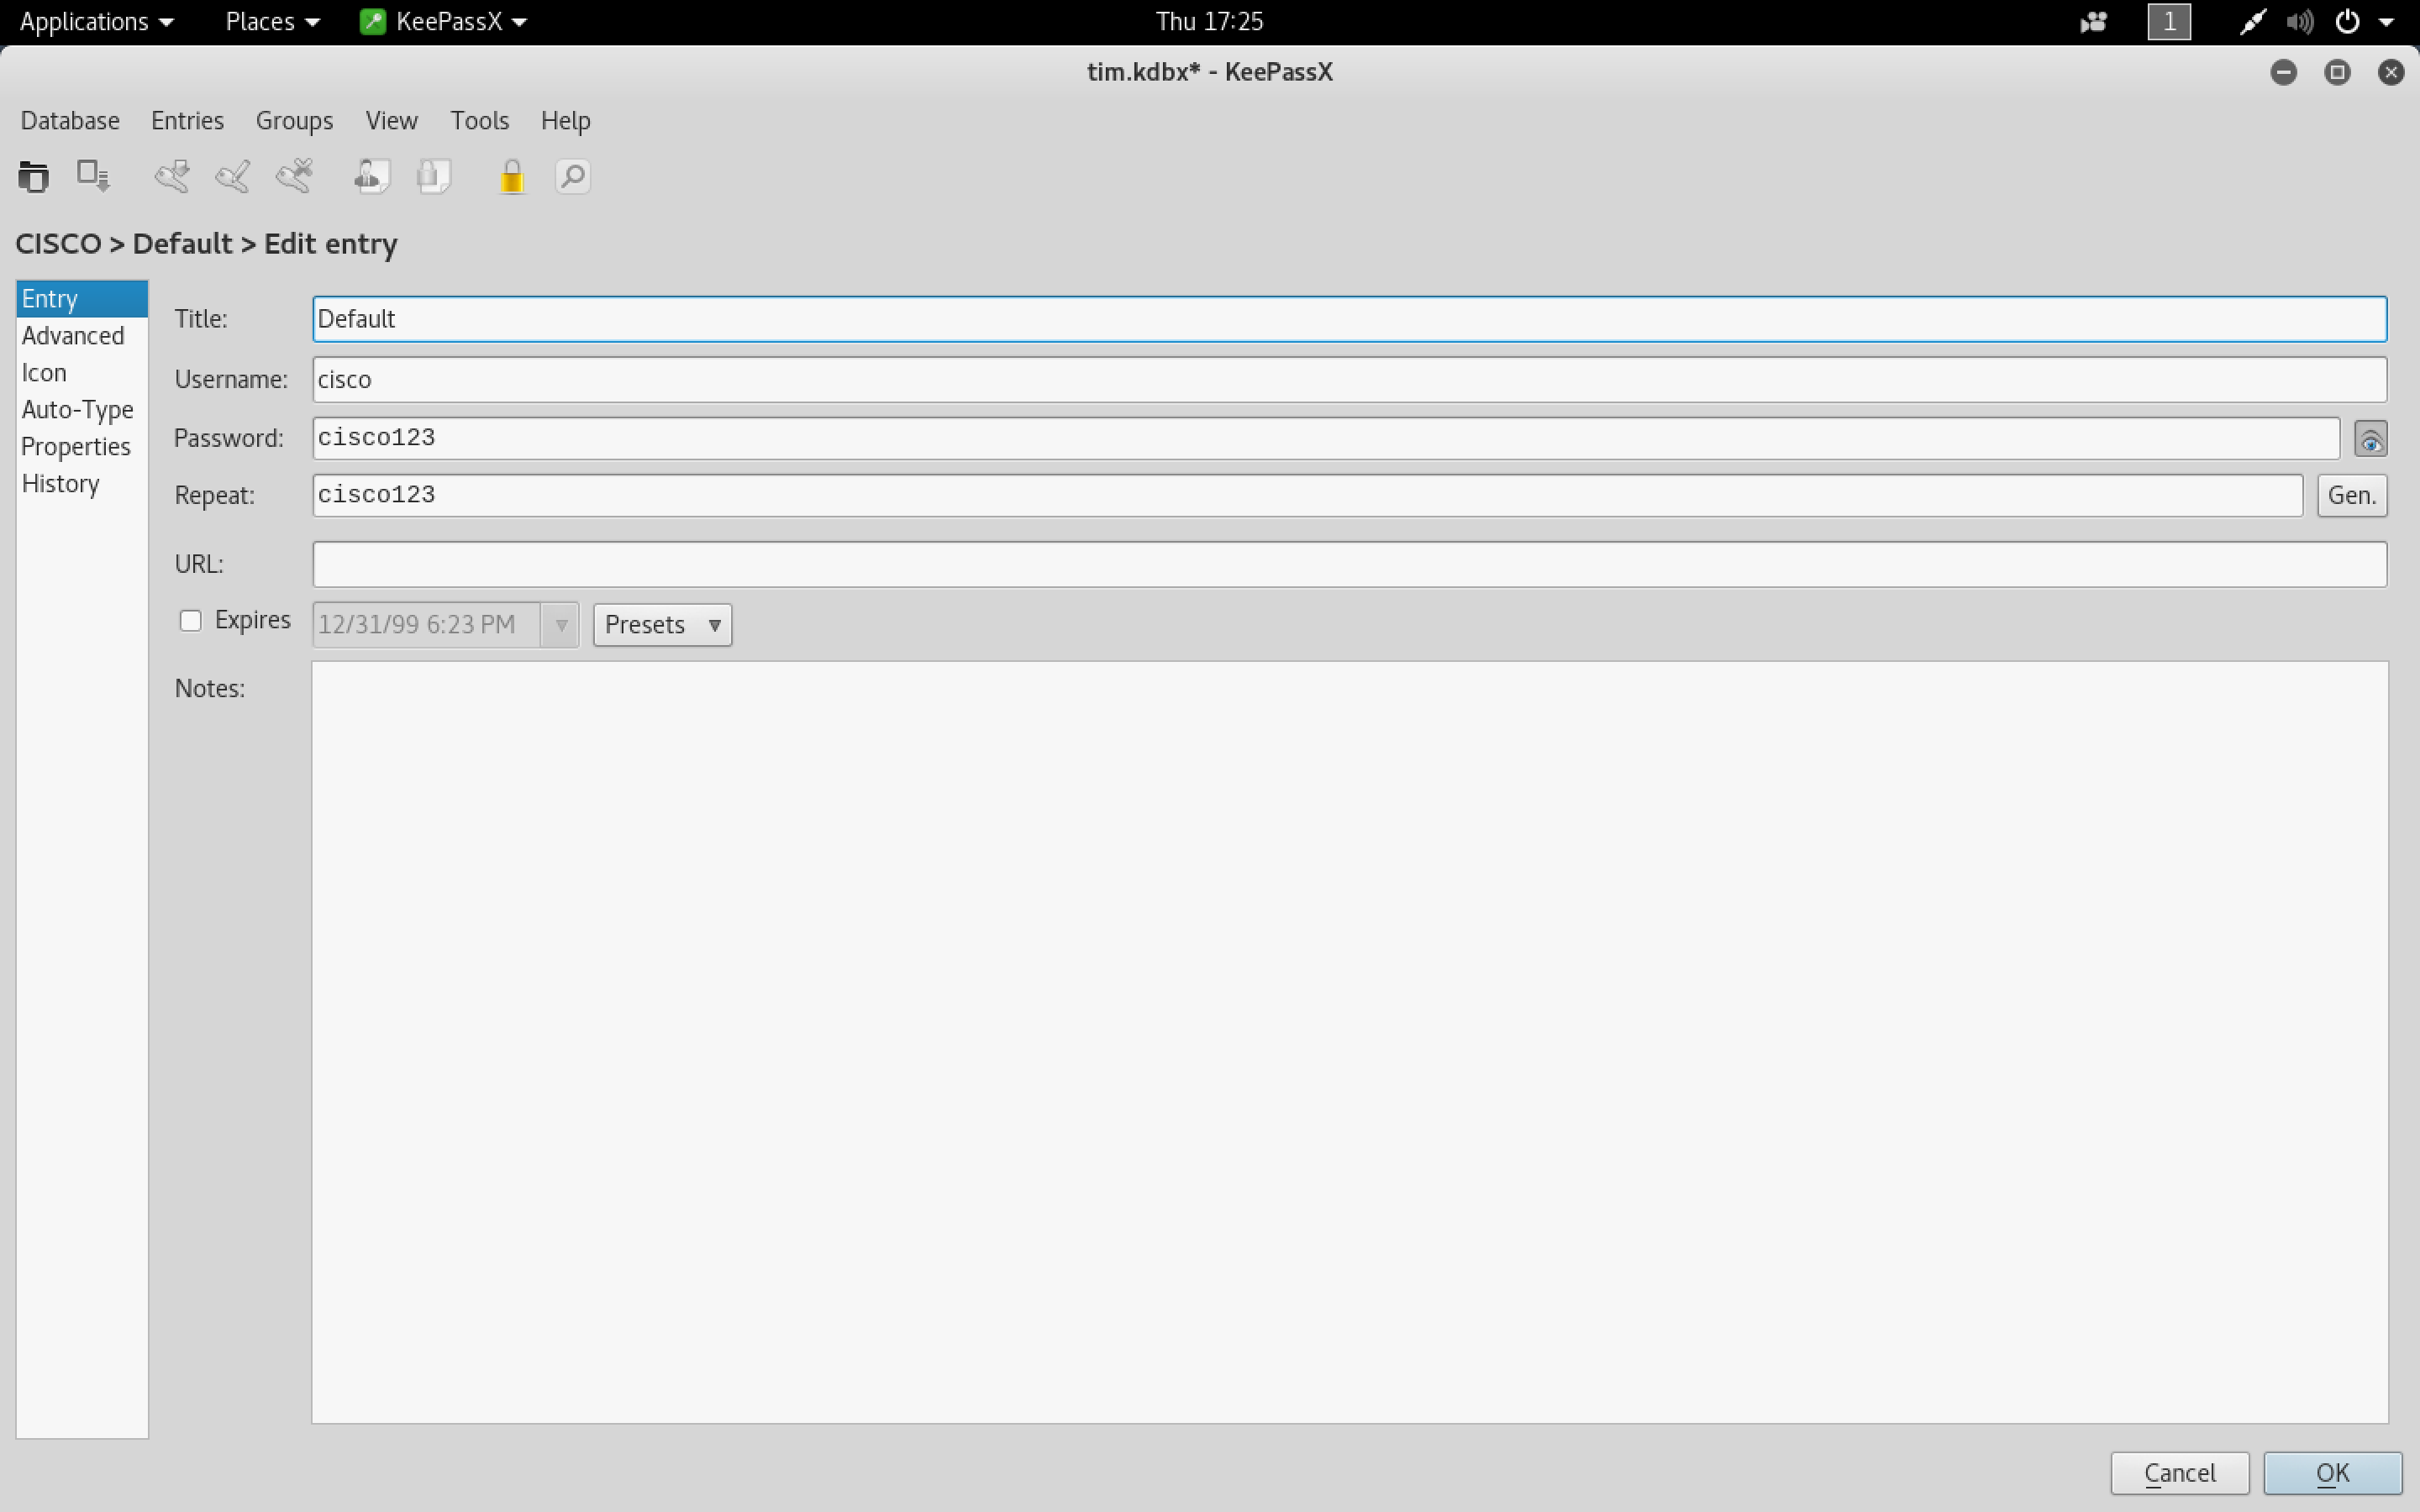 Applications Places KeePassX Thu 17:25 1
tim.kdbx* - KeePassX
Database Entries Groups View Tools Help
CISCO > Default > Edit entry
Entry
Advanced
Icon
Auto-Type
Properties
History
Title: Default
Username: cisco
Password: cisco123
Repeat: cisco123 Gen.
URL:
Expires 12/31/99 6:23 PM Presets
Notes:
Cancel OK